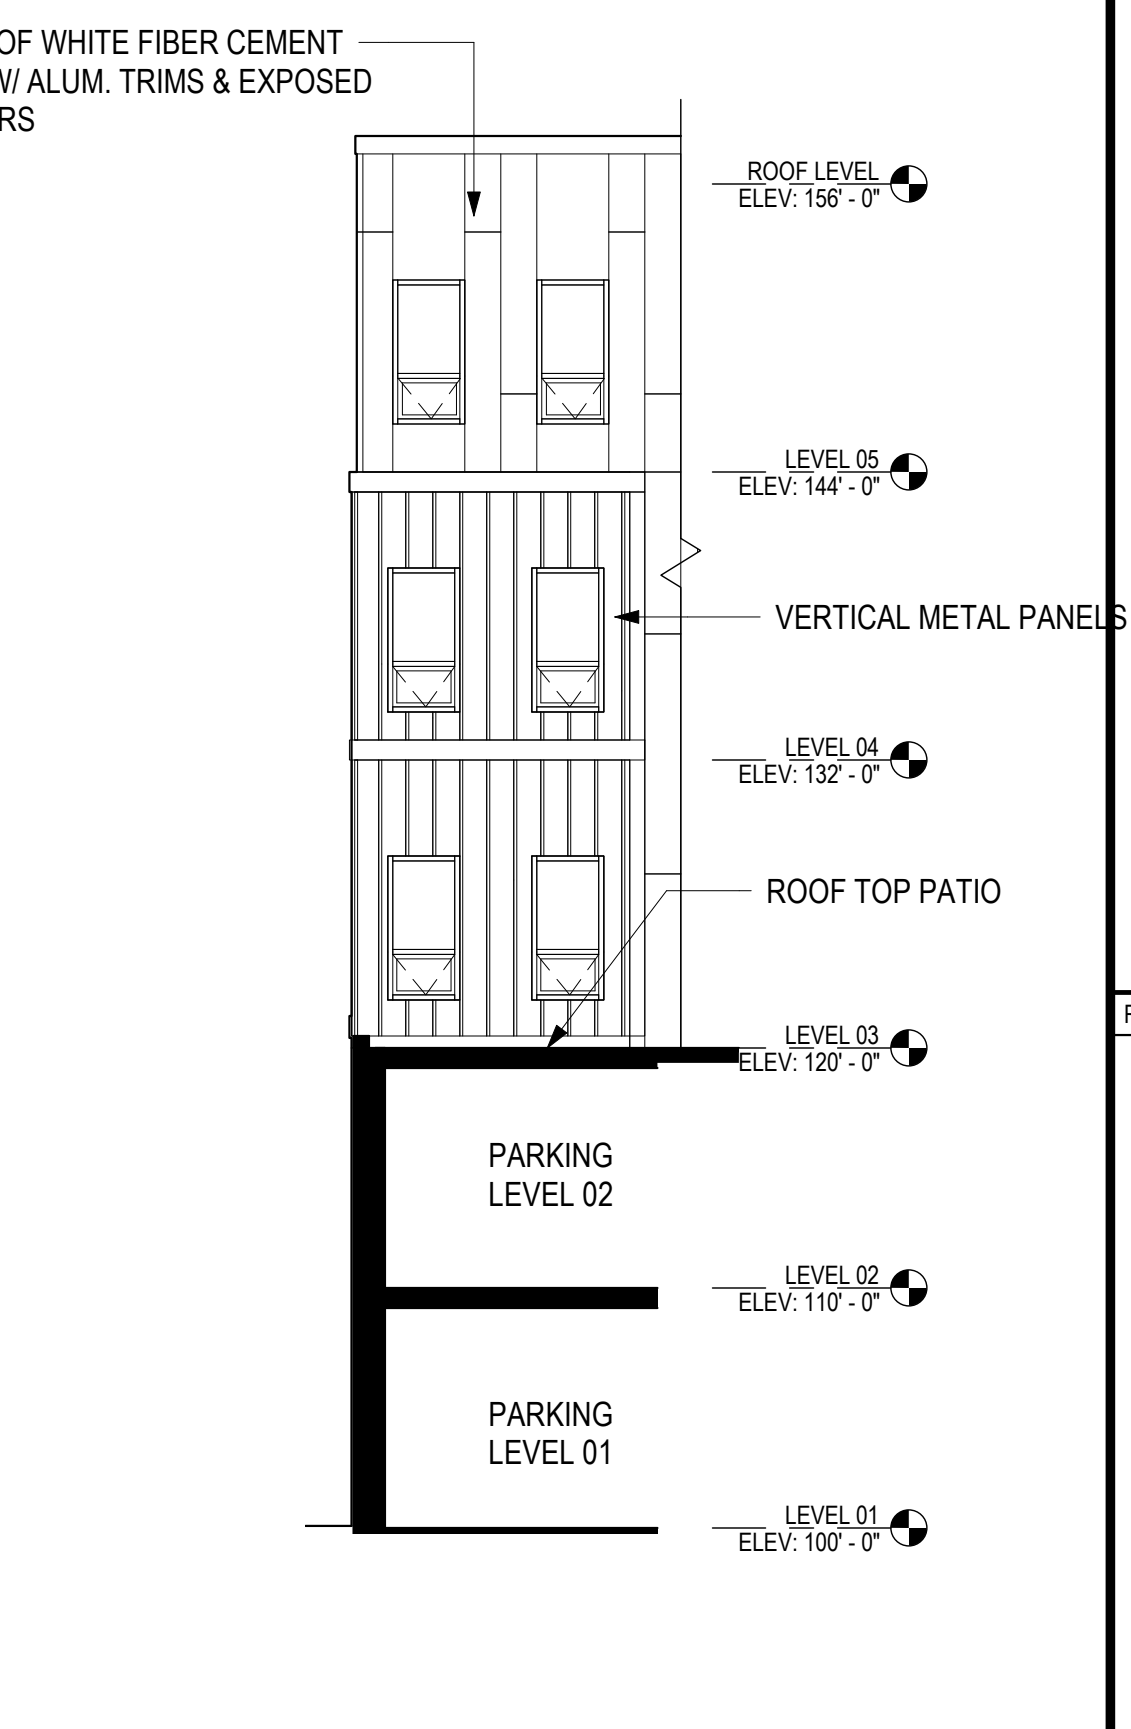 OF WHITE FIBER CEMENT
W/ ALUM. TRIMS & EXPOSED
RS
ROOF LEVEL
ELEV: 156' - 0"
LEVEL 05
ELEV: 144' - 0"
VERTICAL METAL PANELS
LEVEL 04
ELEV: 132' - 0"
ROOF TOP PATIO
LEVEL 03
ELEV: 120' - 0"
PARKING
LEVEL 02
LEVEL 02
ELEV: 110' - 0"
PARKING
LEVEL 01
LEVEL 01
ELEV: 100' - 0"